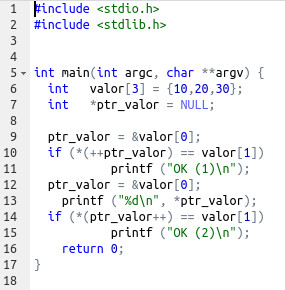 1 #include <stdio.h>
2 #include <stdlib.h>
3
4
5 int main(int argc, char **argv) {
6   int   valor[3] = {10,20,30};
7   int   *ptr_valor = NULL;
8
9   ptr_valor = &valor[0];
10   if (*(++ptr_valor) == valor[1])
11            printf ("OK (1)\n");
12   ptr_valor = &valor[0];
13     printf ("%d\n", *ptr_valor);
14   if (*(ptr_valor++) == valor[1])
15            printf ("OK (2)\n");
16     return 0;
17 }
18